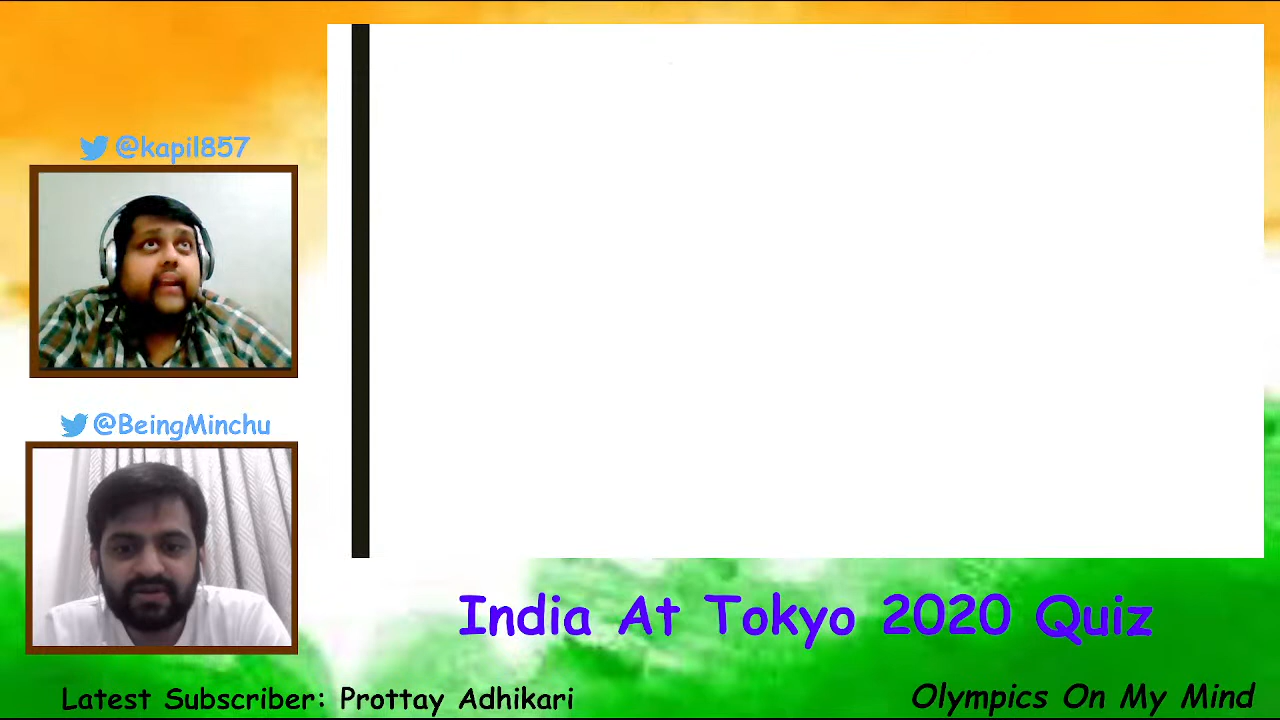 @kapil857
@BeingMinchu
India At Tokyo 2020 Quiz
Latest Subscriber: Prottay Adhikari
Olympics On My Mind